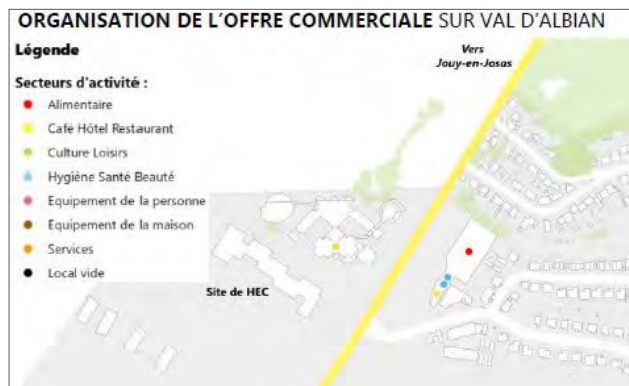 ORGANISATION DE L'OFFRE COMMERCIALE SUR VAL D'ALBIAN
Légende
Secteurs d'activité :
Alimentaire
Café Hôtel Restaurant
Culture Loisirs
Hygiène Santé Beauté
Equipement de la personne
Equipement de la maison
Services
Local vide
Vers
Jouy-en-Josas
Site de HEC